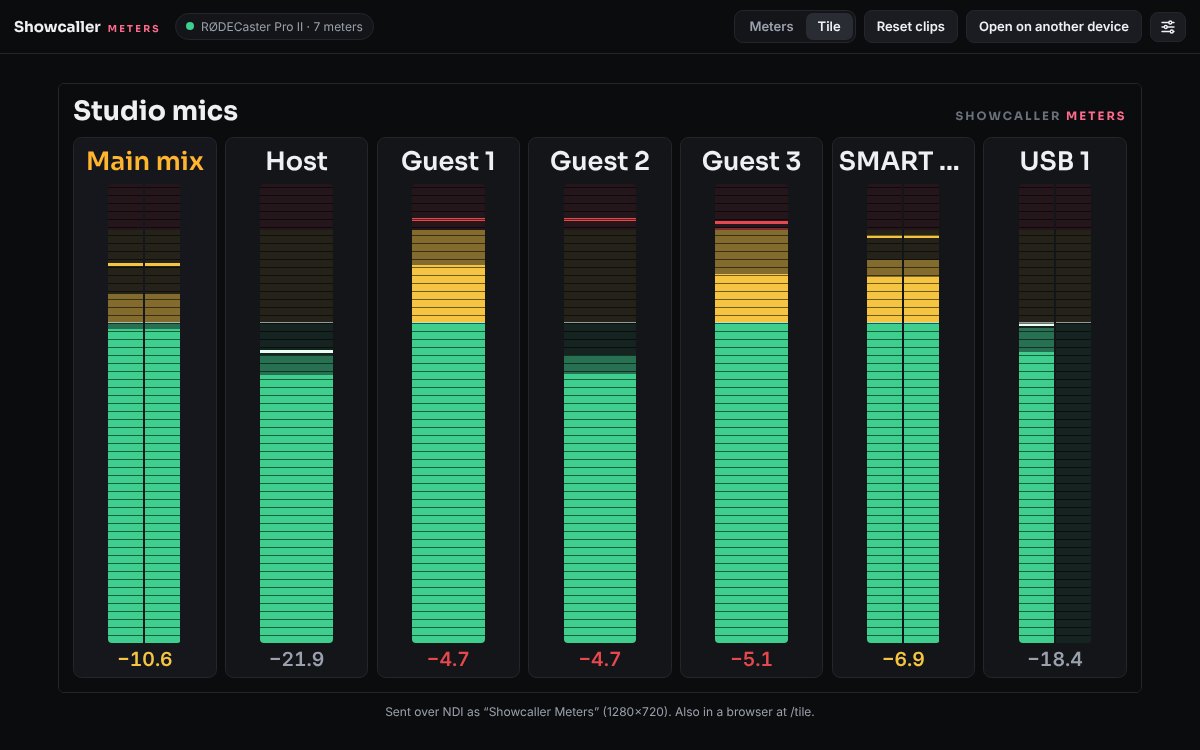 Showcaller METERS
RØDECaster Pro II · 7 meters
Meters
Tile
Reset clips
Open on another device
Studio mics
SHOWCALLER METERS
Main mix
Host
Guest 1
Guest 2
Guest 3
SMART ...
USB 1
−10.6
−21.9
−4.7
−4.7
−5.1
−6.9
−18.4
Sent over NDI as “Showcaller Meters” (1280×720). Also in a browser at /tile.